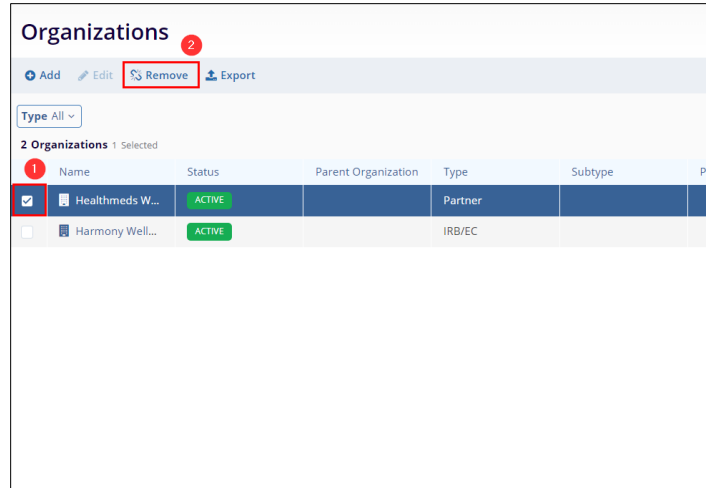 Organizations
2
Add Edit Remove Export
Type All
2 Organizations 1 Selected
1
Name Status Parent Organization Type Subtype P
Healthmeds W... ACTIVE Partner
Harmony Well... ACTIVE IRB/EC